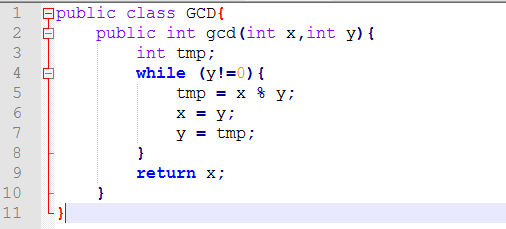 1 public class GCD{
2 public int gcd(int x,int y){
3 int tmp;
4 while (y!=0){
5 tmp = x % y;
6 x = y;
7 y = tmp;
8 }
9 return x;
10 }
11 }